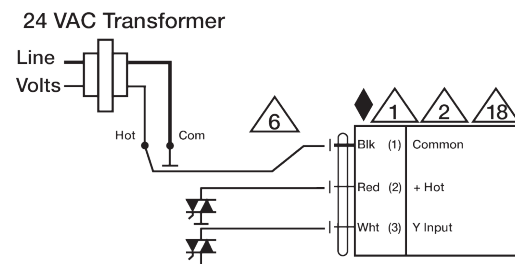 24 VAC Transformer
Line
Volts
Hot
Com
6
1
2
18
Blk (1) Common
Red (2) + Hot
Wht (3) Y Input